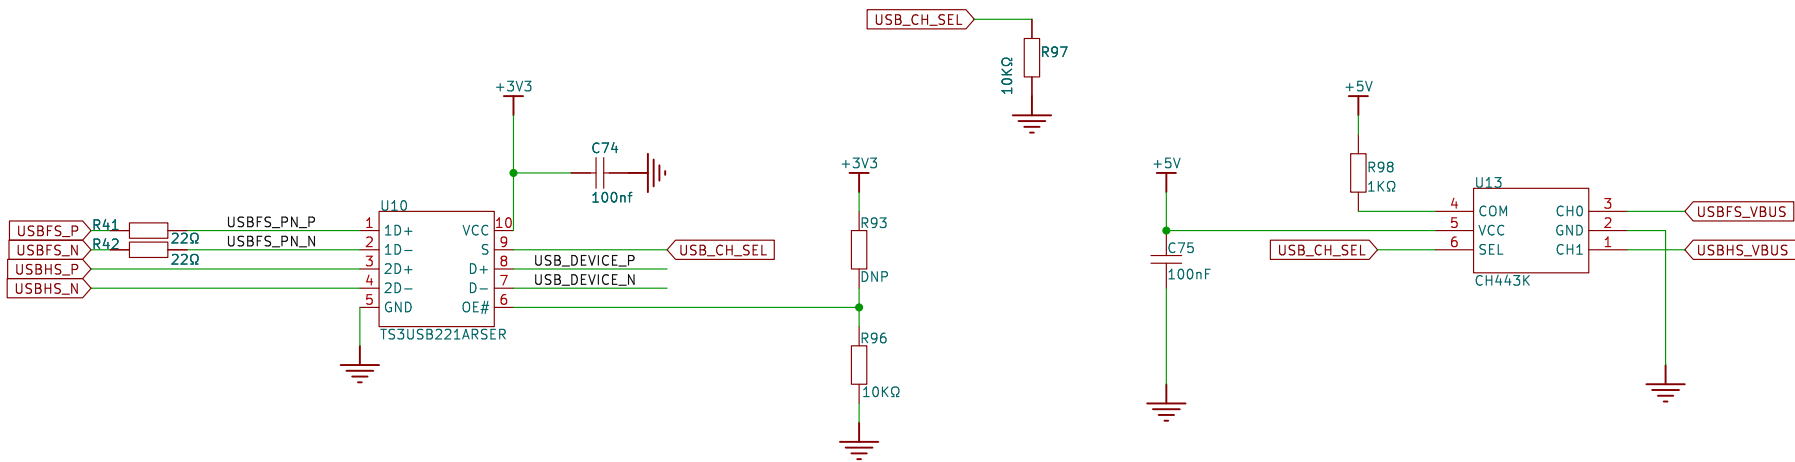 USB_CH_SEL
R97
10KΩ
+3V3
C74
100nf
U10
USBFS_P
R41
22Ω
USBFS_PN_P
1
1D+
VCC
10
USBFS_N
R42
22Ω
USBFS_PN_N
2
1D-
S
9
USB_CH_SEL
USBHS_P
3
2D+
D+
8
USB_DEVICE_P
USBHS_N
4
2D-
D-
7
USB_DEVICE_N
5
GND
OE#
6
TS3USB221ARSER
+3V3
R93
DNP
R96
10KΩ
+5V
C75
100nF
+5V
R98
1KΩ
U13
4
COM
CH0
3
USBFS_VBUS
5
VCC
GND
2
USB_CH_SEL
6
SEL
CH1
1
USBHS_VBUS
CH443K